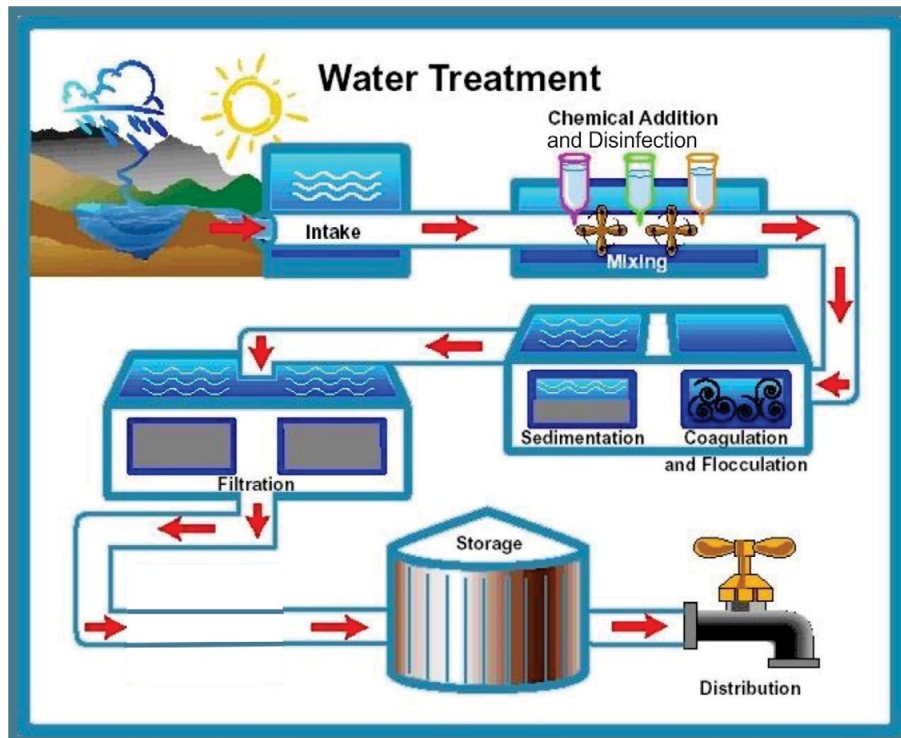 Water Treatment
Chemical Addition
and Disinfection
Intake
Mixing
Sedimentation
Coagulation
and Flocculation
Filtration
Storage
Distribution